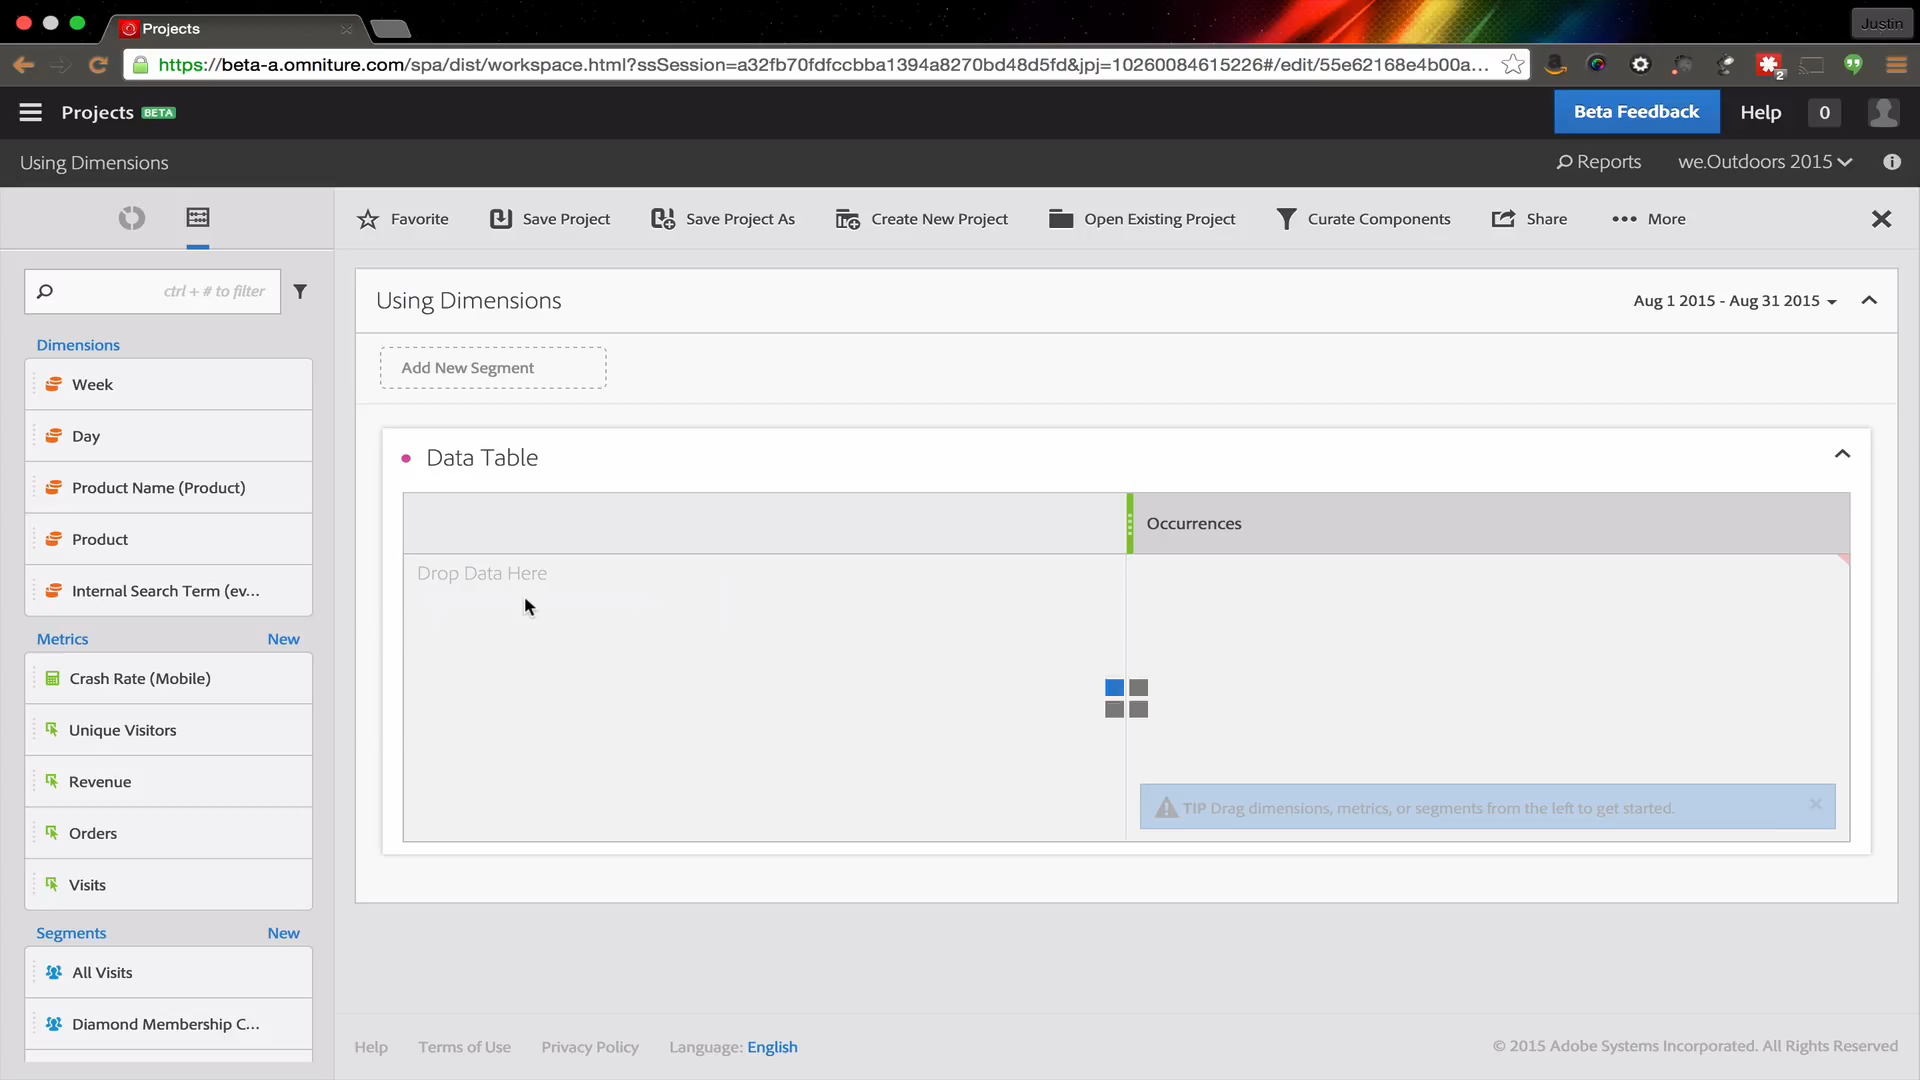 Projects
Justin
https://beta-a.omniture.com/spa/dist/workspace.html?ssSession=a32fb70fdfccbba1394a8270bd48d5fd&jpj=10260084615226#/edit/55e62168e4b00a...
2
Projects BETA
Beta Feedback
Help
0
Using Dimensions
Reports
we.Outdoors 2015
Favorite
Save Project
Save Project As
Create New Project
Open Existing Project
Curate Components
Share
More
ctrl + # to filter
Dimensions
Week
Day
Product Name (Product)
Product
Internal Search Term (ev...
Metrics
New
Crash Rate (Mobile)
Unique Visitors
Revenue
Orders
Visits
Segments
New
All Visits
Diamond Membership C...
Using Dimensions
Aug 1 2015 - Aug 31 2015
Add New Segment
Data Table
Occurrences
Drop Data Here
TIP Drag dimensions, metrics, or segments from the left to get started.
Help
Terms of Use
Privacy Policy
Language: English
© 2015 Adobe Systems Incorporated. All Rights Reserved